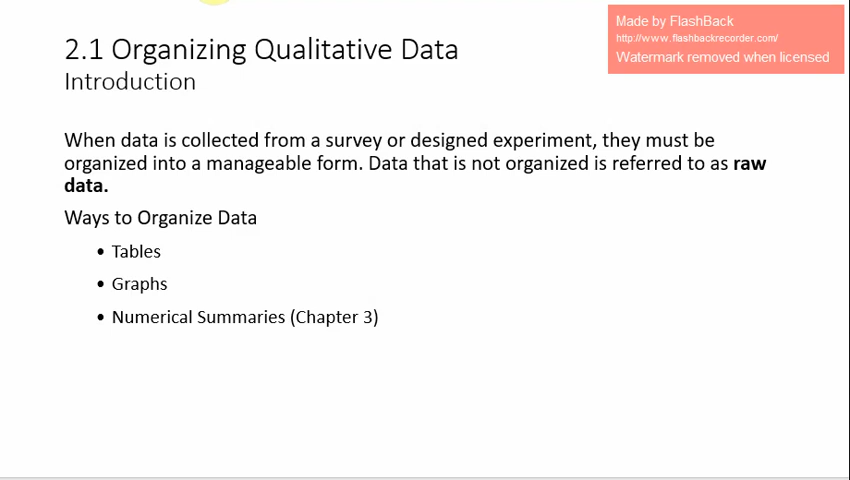 Made by FlashBack
http://www.flashbackrecorder.com/
Watermark removed when licensed
2.1 Organizing Qualitative Data
Introduction
When data is collected from a survey or designed experiment, they must be
organized into a manageable form. Data that is not organized is referred to as raw
data.
Ways to Organize Data
• Tables
• Graphs
• Numerical Summaries (Chapter 3)